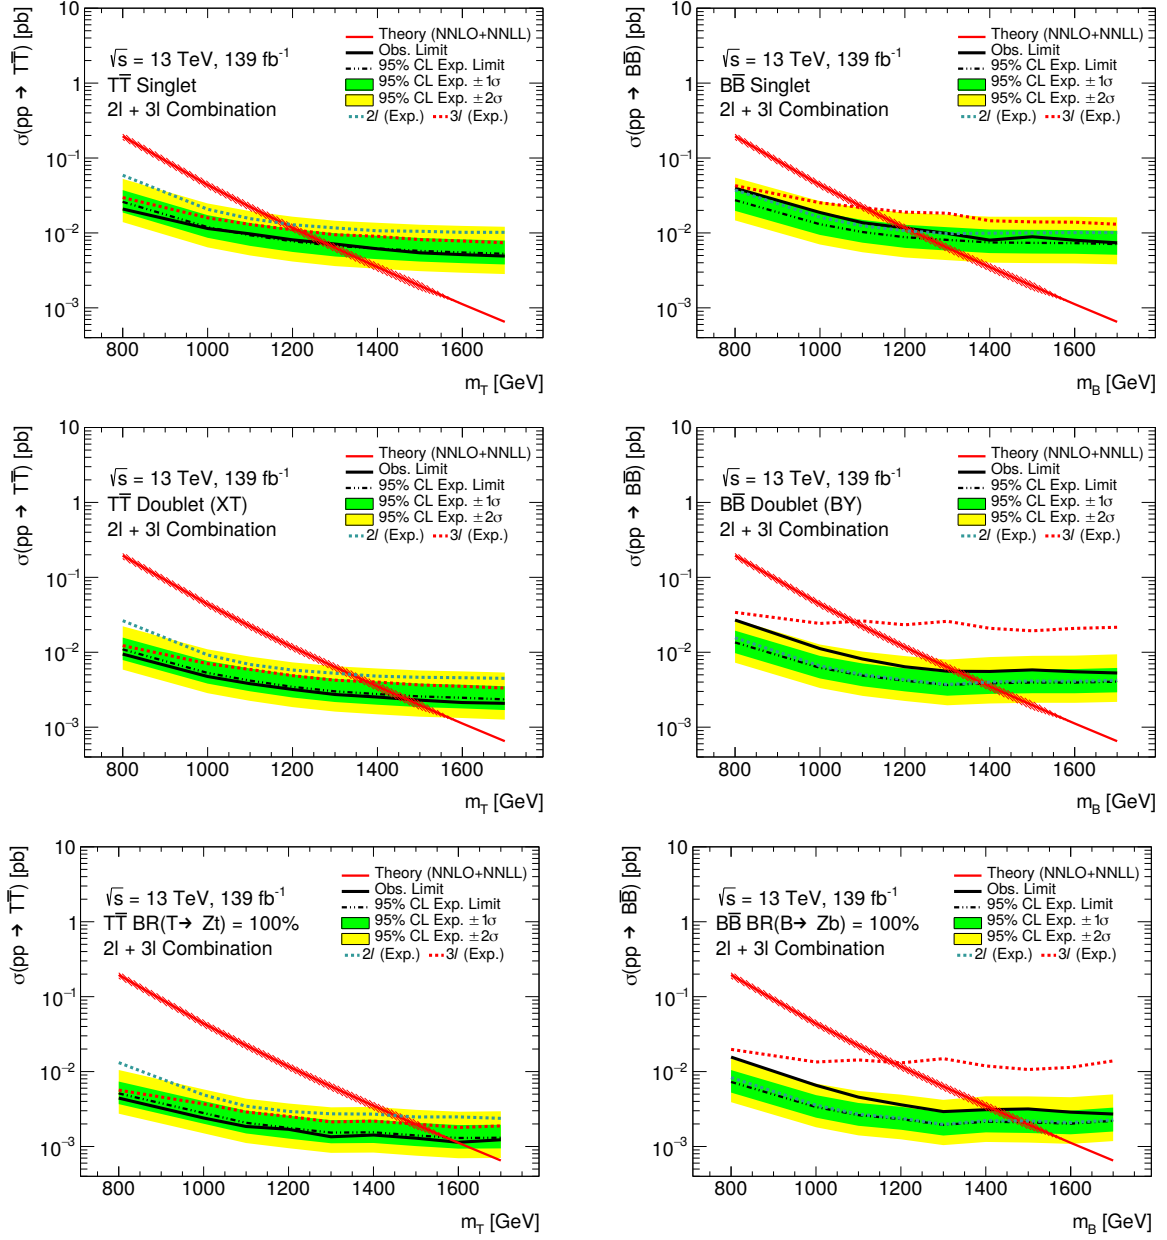 σ(pp → TT̅) [pb]
10
1
10⁻¹
10⁻²
10⁻³
√s = 13 TeV, 139 fb⁻¹
TT̅ Singlet
2l + 3l Combination
Theory (NNLO+NNLL)
Obs. Limit
95% CL Exp. Limit
95% CL Exp. ±1σ
95% CL Exp. ±2σ
2l (Exp.) 3l (Exp.)
800 1000 1200 1400 1600
m_T [GeV]
σ(pp → BB̅) [pb]
10
1
10⁻¹
10⁻²
10⁻³
√s = 13 TeV, 139 fb⁻¹
BB̅ Singlet
2l + 3l Combination
Theory (NNLO+NNLL)
Obs. Limit
95% CL Exp. Limit
95% CL Exp. ±1σ
95% CL Exp. ±2σ
2l (Exp.) 3l (Exp.)
800 1000 1200 1400 1600
m_B [GeV]
σ(pp → TT̅) [pb]
10
1
10⁻¹
10⁻²
10⁻³
√s = 13 TeV, 139 fb⁻¹
TT̅ Doublet (XT)
2l + 3l Combination
Theory (NNLO+NNLL)
Obs. Limit
95% CL Exp. Limit
95% CL Exp. ±1σ
95% CL Exp. ±2σ
2l (Exp.) 3l (Exp.)
800 1000 1200 1400 1600
m_T [GeV]
σ(pp → BB̅) [pb]
10
1
10⁻¹
10⁻²
10⁻³
√s = 13 TeV, 139 fb⁻¹
BB̅ Doublet (BY)
2l + 3l Combination
Theory (NNLO+NNLL)
Obs. Limit
95% CL Exp. Limit
95% CL Exp. ±1σ
95% CL Exp. ±2σ
2l (Exp.) 3l (Exp.)
800 1000 1200 1400 1600
m_B [GeV]
σ(pp → TT̅) [pb]
10
1
10⁻¹
10⁻²
10⁻³
√s = 13 TeV, 139 fb⁻¹
TT̅ BR(T→ Zt) = 100%
2l + 3l Combination
Theory (NNLO+NNLL)
Obs. Limit
95% CL Exp. Limit
95% CL Exp. ±1σ
95% CL Exp. ±2σ
2l (Exp.) 3l (Exp.)
800 1000 1200 1400 1600
m_T [GeV]
σ(pp → BB̅) [pb]
10
1
10⁻¹
10⁻²
10⁻³
√s = 13 TeV, 139 fb⁻¹
BB̅ BR(B→ Zb) = 100%
2l + 3l Combination
Theory (NNLO+NNLL)
Obs. Limit
95% CL Exp. Limit
95% CL Exp. ±1σ
95% CL Exp. ±2σ
2l (Exp.) 3l (Exp.)
800 1000 1200 1400 1600
m_B [GeV]